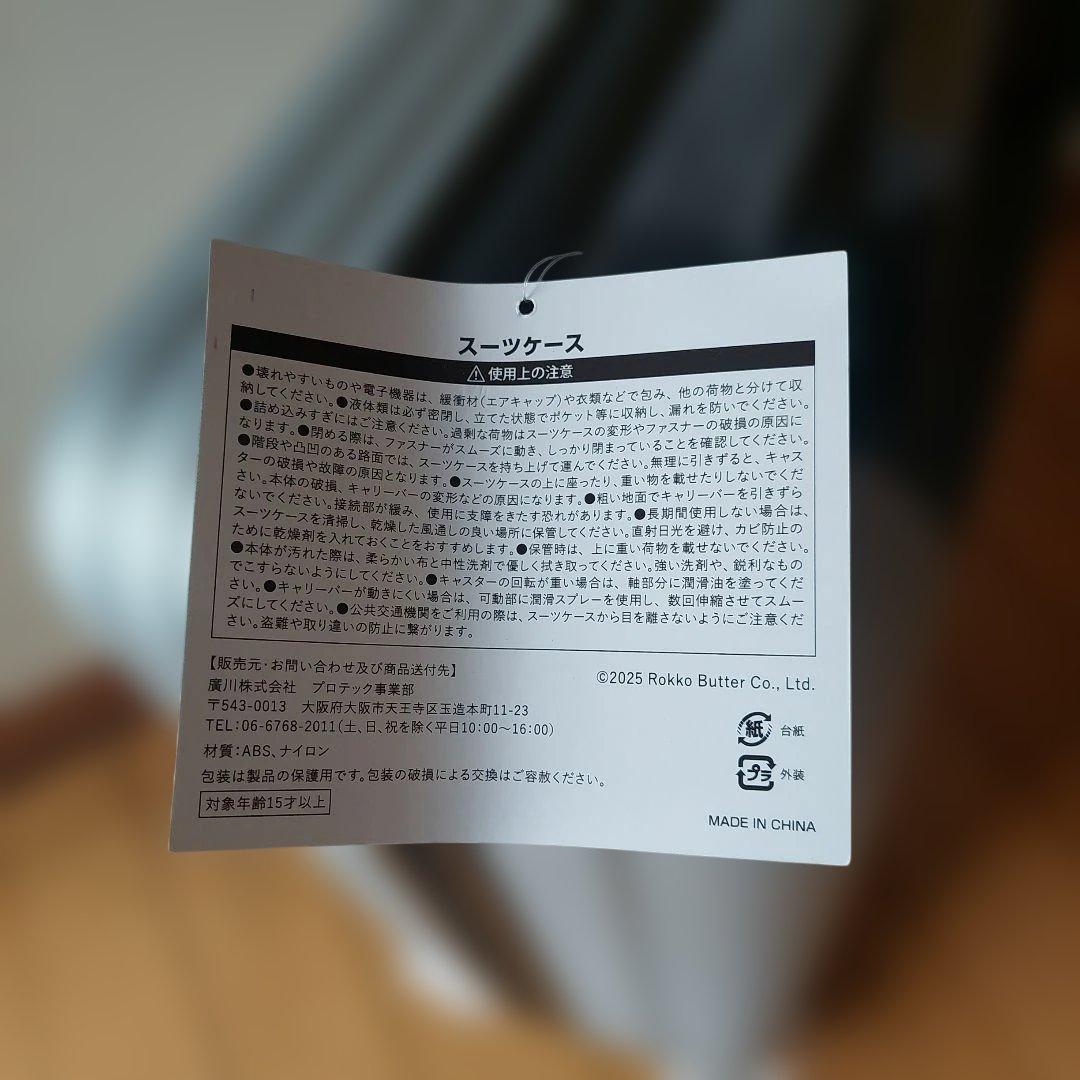 スーツケース
⚠使用上の注意
●壊れやすいものや電子機器は、緩衝材(エアキャップ)や衣類などで包み、他の荷物と分けて収
納してください。●液体類は必ず密閉し、立てた状態でポケット等に収納し、漏れを防いでください。
●詰め込みすぎにはご注意ください。過剰な荷物はスーツケースの変形やファスナーの破損の原因に
なります。●閉める際は、ファスナーがスムーズに動き、しっかり閉まっていることを確認してください。
●階段や凸凹のある路面では、スーツケースを持ち上げて運んでください。無理に引きずると、キャス
ターの破損や故障の原因となります。●スーツケースの上に座ったり、重い物を載せたりしないでくだ
さい。本体の破損、キャリーバーの変形などの原因になります。●粗い地面でキャリーバーを引きずら
ないでください。接続部が緩み、使用に支障をきたす恐れがあります。●長期間使用しない場合は、
スーツケースを清掃し、乾燥した風通しの良い場所に保管してください。直射日光を避け、カビ防止の
ために乾燥剤を入れておくことをおすすめします。●保管時は、上に重い荷物を載せないでください。
●本体が汚れた際は、柔らかい布と中性洗剤で優しく拭き取ってください。強い洗剤や、鋭利なもの
でこすらないようにしてください。●キャスターの回転が重い場合は、軸部分に潤滑油を塗ってくだ
さい。●キャリーバーが動きにくい場合は、可動部に潤滑スプレーを使用し、数回伸縮させてスムー
ズにしてください。●公共交通機関をご利用の際は、スーツケースから目を離さないようにご注意くだ
さい。盗難や取り違いの防止に繋がります。
【販売元・お問い合わせ及び商品送付先】
廣川株式会社 プロテック事業部
〒543-0013 大阪府大阪市天王寺区玉造本町11-23
TEL:06-6768-2011(土、日、祝を除く平日10:00〜16:00)
材質:ABS、ナイロン
包装は製品の保護用です。包装の破損による交換はご容赦ください。
対象年齢15才以上
©2025 Rokko Butter Co., Ltd.
紙 台紙
プラ 外装
MADE IN CHINA